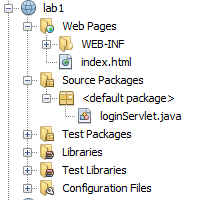 lab1
Web Pages
WEB-INF
index.html
Source Packages
<default package>
loginServlet.java
Test Packages
Libraries
Test Libraries
Configuration Files